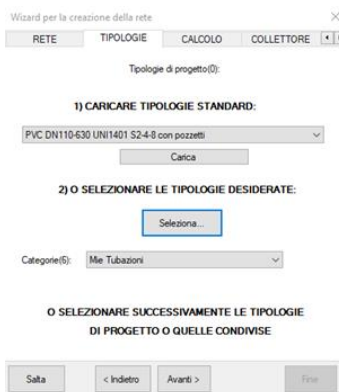 Wizard per la creazione della rete
RETE TIPOLOGIE CALCOLO COLLETTORE
Tipologie di progetto(0):
1) CARICARE TIPOLOGIE STANDARD:
PVC DN110-630 UNI1401 S2-4-8 con pozzetti
Carica
2) O SELEZIONARE LE TIPOLOGIE DESIDERATE:
Seleziona...
Categorie(5): Mie Tubazioni
O SELEZIONARE SUCCESSIVAMENTE LE TIPOLOGIE
DI PROGETTO O QUELLE CONDIVISE
Salta < Indietro Avanti > Fine